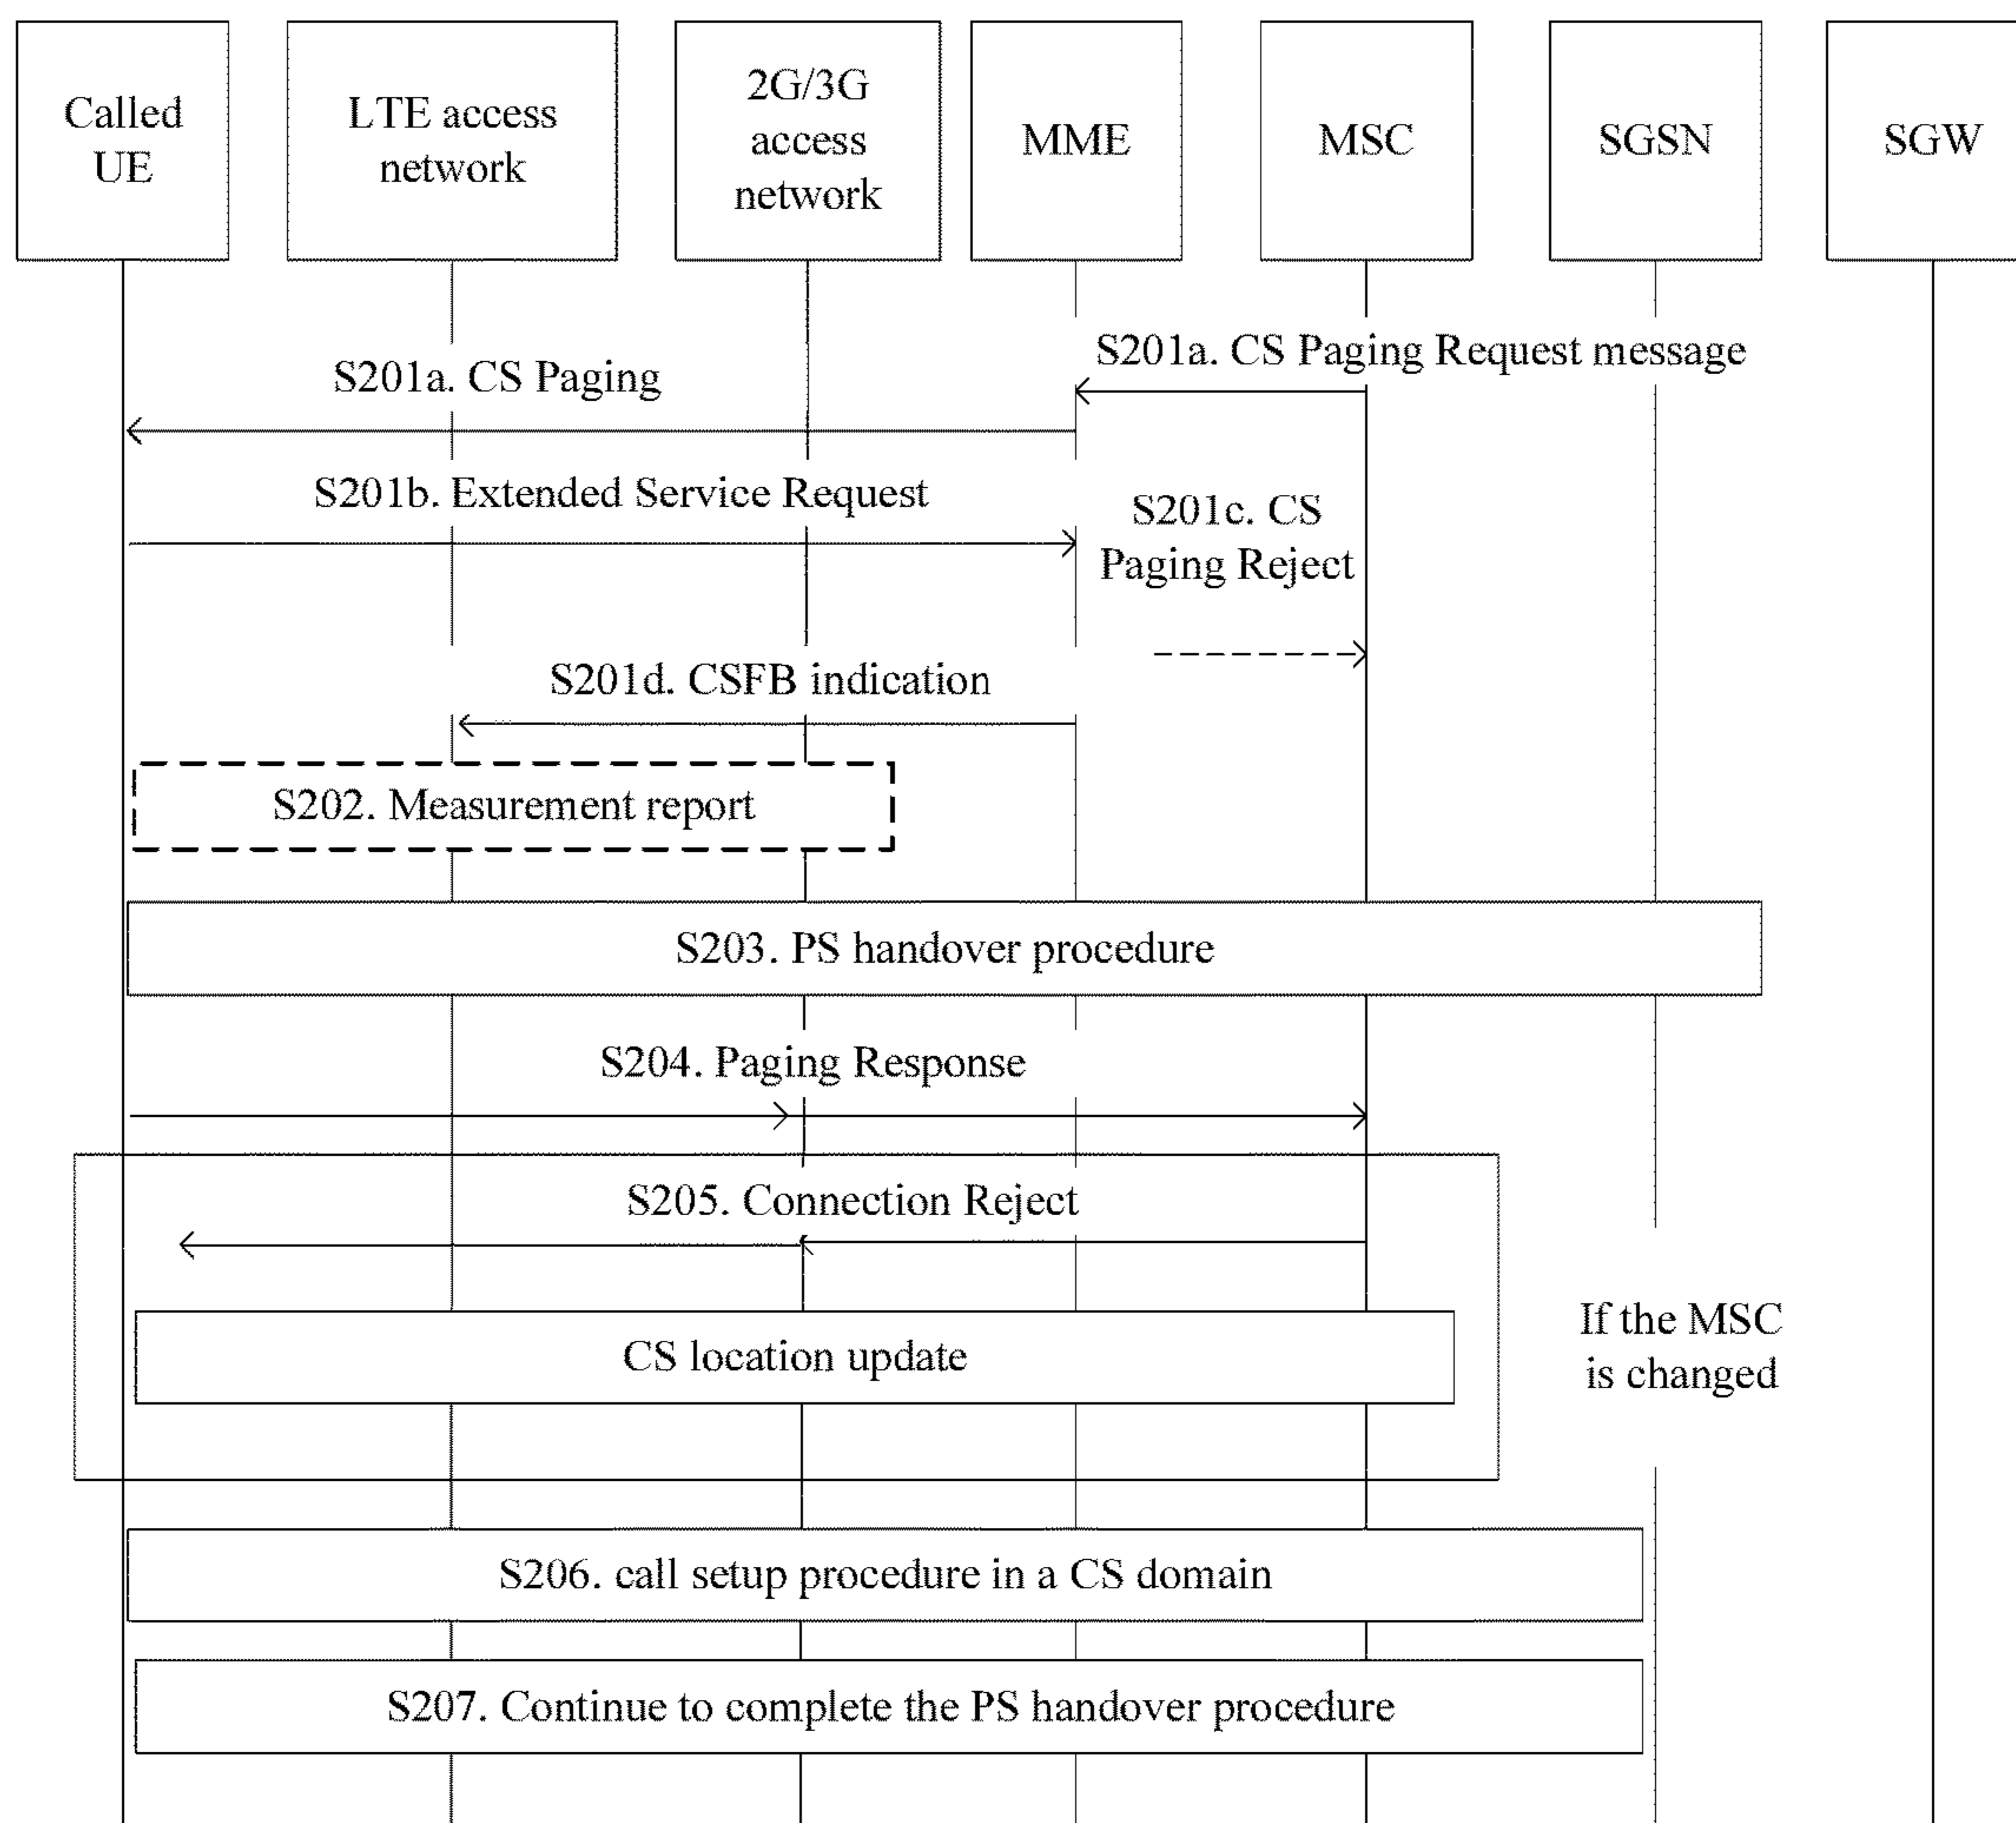 Called
UE
LTE access
network
2G/3G
access
network
MME
MSC
SGSN
SGW
S201a. CS Paging Request message
S201a. CS Paging
S201b. Extended Service Request
S201c. CS
Paging Reject
S201d. CSFB indication
S202. Measurement report
S203. PS handover procedure
S204. Paging Response
S205. Connection Reject
CS location update
If the MSC
is changed
S206. call setup procedure in a CS domain
S207. Continue to complete the PS handover procedure